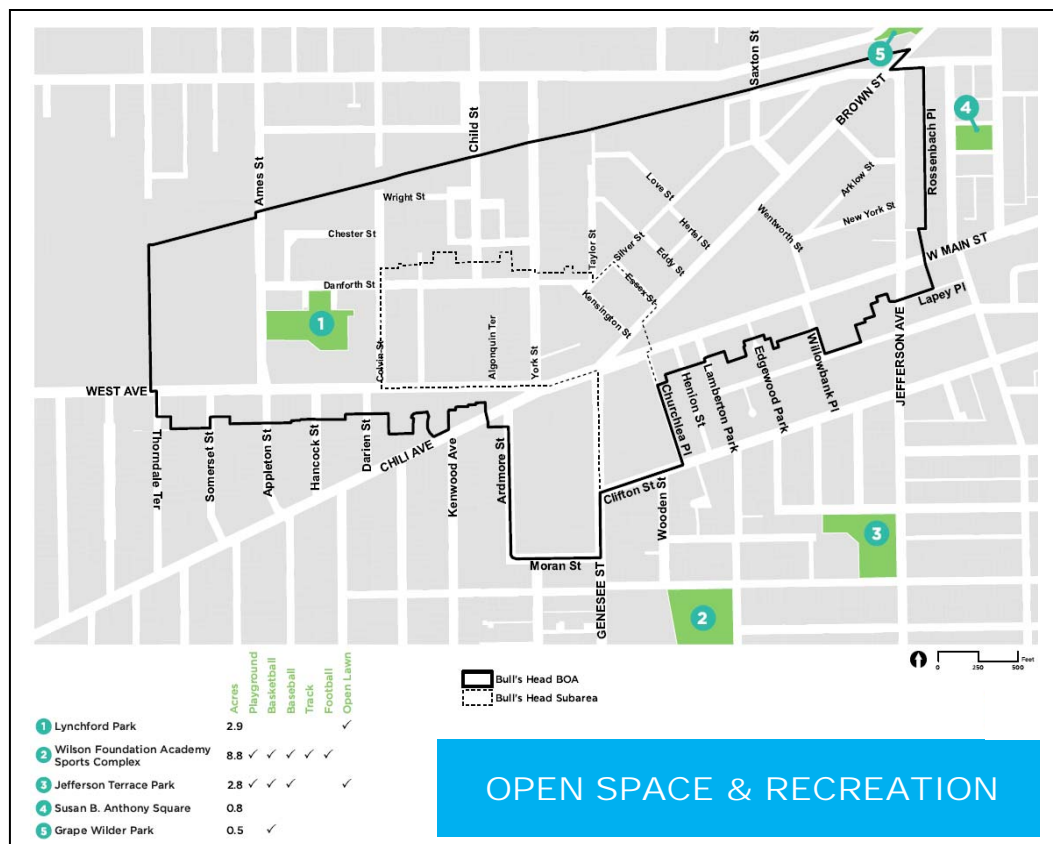 5
Saxton St
BROWN ST
4
Child St
Rossenbach Pl
Ames St
Love St
Arklow St
Wright St
Hertel St
Wentworth St
New York St
Chester St
Taylor St
Silver St
Eddy St
W MAIN ST
Danforth St
Essex St
Kensington St
Lapey Pl
1
Colvin St
Algonquin Ter
York St
Willowbank Pl
JEFFERSON AVE
Edgewood Park
WEST AVE
Lamberton Park
Henion St
Churchlea Pl
Thorndale Ter
Somerset St
Appleton St
Hancock St
Darien St
CHILI AVE
Kenwood Ave
Ardmore St
Clifton St
Wooden St
3
Moran St
GENESEE ST
2
0 250 500 Feet
Bull's Head BOA
Bull's Head Subarea
Acres Playground Basketball Baseball Track Football Open Lawn
1 Lynchford Park 2.9 ✓
2 Wilson Foundation Academy
Sports Complex 8.8 ✓ ✓ ✓ ✓ ✓
3 Jefferson Terrace Park 2.8 ✓ ✓ ✓ ✓
4 Susan B. Anthony Square 0.8
5 Grape Wilder Park 0.5 ✓
OPEN SPACE & RECREATION